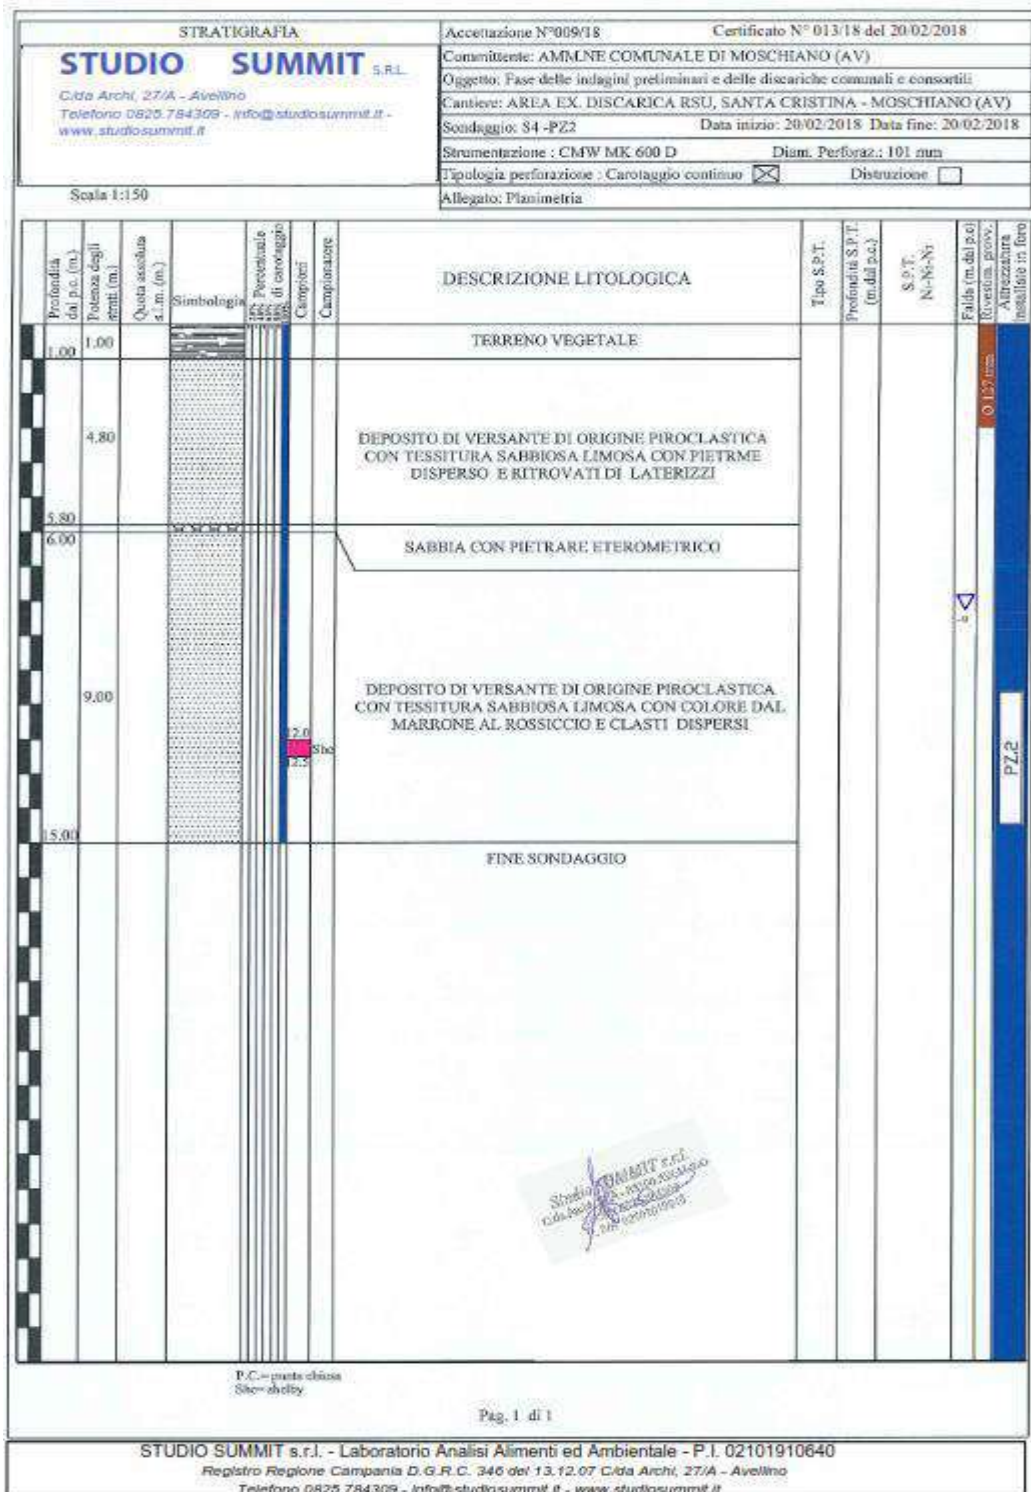 STRATIGRAFIA
STUDIO SUMMIT S.R.L.
C/da Archi, 27/A - Avellino
Telefono 0825.784309 - info@studiosummit.it -
www.studiosummit.it
Scala 1:150
Accettazione N°009/18 Certificato N° 013/18 del 20/02/2018
Committente: AMM.NE COMUNALE DI MOSCHIANO (AV)
Oggetto: Fase delle indagini preliminari e delle discariche comunali e consortili
Cantiere: AREA EX. DISCARICA RSU, SANTA CRISTINA - MOSCHIANO (AV)
Sondaggio: S4 -PZ2 Data inizio: 20/02/2018 Data fine: 20/02/2018
Strumentazione : CMW MK 600 D Diam. Perforaz.: 101 mm
Tipologia perforazione : Carotaggio continuo Distruzione
Allegato: Planimetria
Profondità dal p.c. (m.)
Potenza degli strati (m.)
Quota assoluta s.l.m. (m.)
Simbologia
Percentuale di carotaggio
Campioni
Campionatore
DESCRIZIONE LITOLOGICA
Tipo S.P.T.
Profondità S.P.T. (m.dal p.c.)
S.P.T.
Falda (m.dal p.c)
Rivestim. provv.
Attrezzatura installate in foro
1.00
1.00
TERRENO VEGETALE
O 127 mm
4.80
DEPOSITO DI VERSANTE DI ORIGINE PIROCLASTICA
CON TESSITURA SABBIOSA LIMOSA CON PIETRME
DISPERSO E RITROVATI DI LATERIZZI
5.80
6.00
SABBIA CON PIETRARE ETEROMETRICO
9.00
DEPOSITO DI VERSANTE DI ORIGINE PIROCLASTICA
CON TESSITURA SABBIOSA LIMOSA CON COLORE DAL
MARRONE AL ROSSICCIO E CLASTI DISPERSI
12.0
She
12.5
PZ.2
15.00
FINE SONDAGGIO
P.C.=punta chiusa
She=shelby
Pag. 1 di 1
STUDIO SUMMIT s.r.l. - Laboratorio Analisi Alimenti ed Ambientale - P.I. 02101910640
Registro Regione Campania D.G.R.C. 346 del 13.12.07 C/da Archi, 27/A - Avellino
Telefono 0825.784309 - info@studiosummit.it - www.studiosummit.it